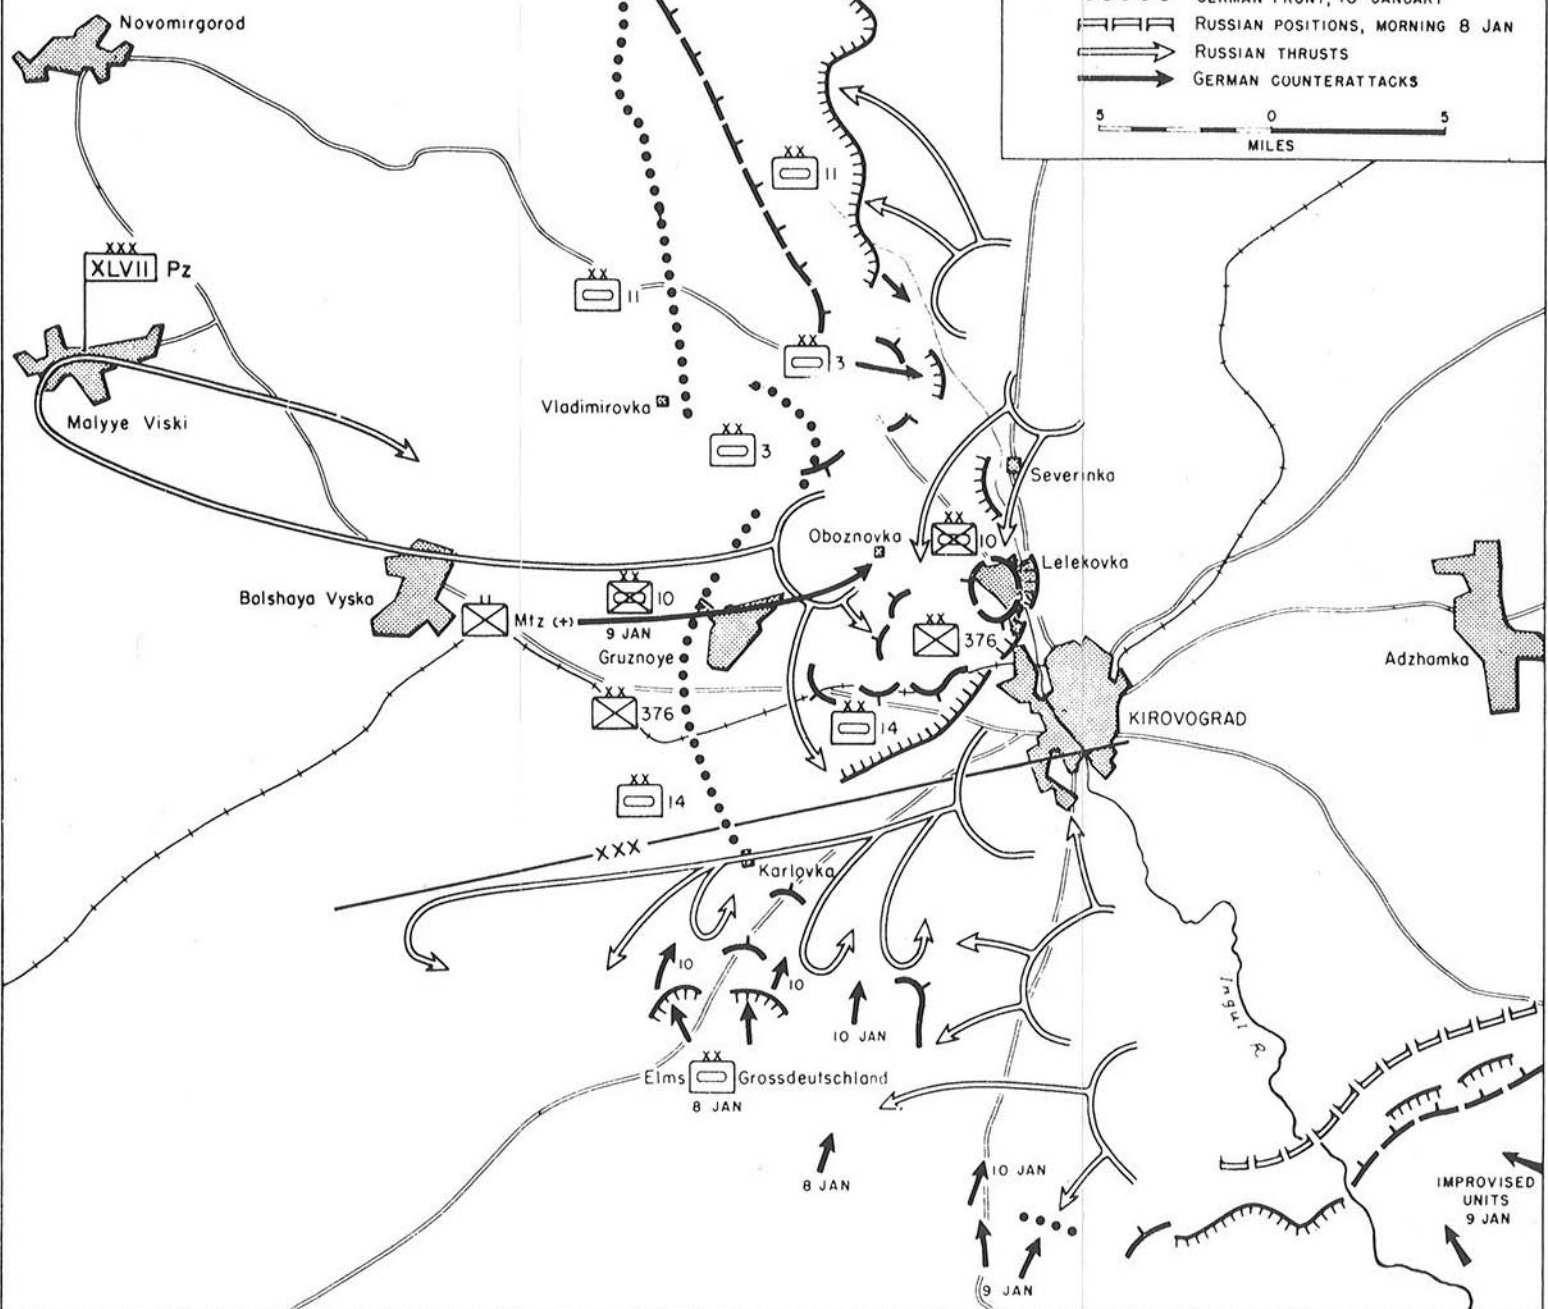 Novomirgorod
GERMAN FRONT, 10 JANUARY
RUSSIAN POSITIONS, MORNING 8 JAN
RUSSIAN THRUSTS
GERMAN COUNTERATTACKS
5 0 5
MILES
XX
11
XXX
XLVII Pz
XX
11
XX
3
Vladimirovka
Malyye Viski
XX
3
Severinka
XX
10
Oboznovka
Lelekovka
Bolshaya Vyska
XX
10
II
Mtz (+)
9 JAN
XX
376
Gruznoye
Adzhamka
XX
376
XX
14
KIROVOGRAD
XX
14
XXX
Karlovka
10
10
10 JAN
Ingul R
XX
Elms Grossdeutschland
8 JAN
8 JAN
10 JAN
IMPROVISED
UNITS
9 JAN
9 JAN